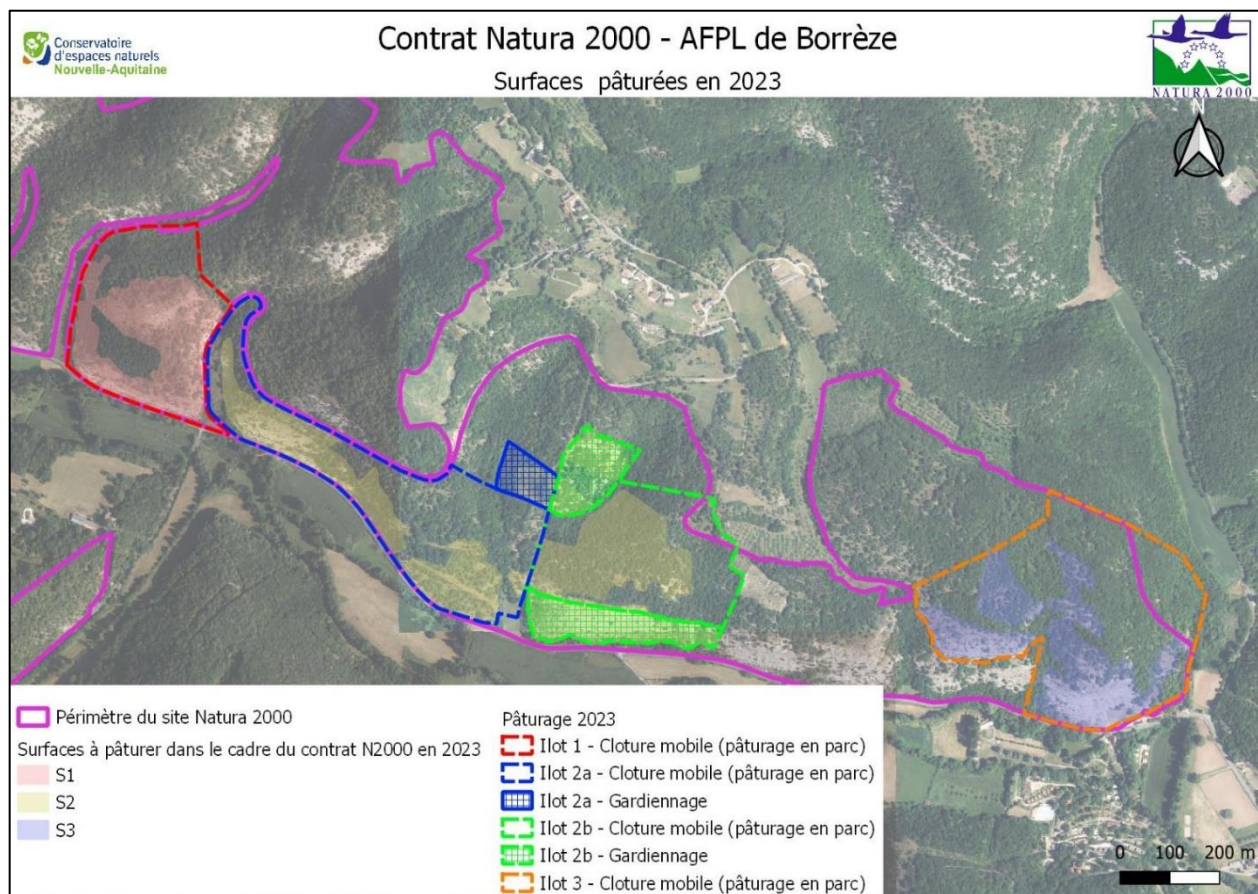 Conservatoire
d'espaces naturels
Nouvelle-Aquitaine
Contrat Natura 2000 - AFPL de Borrèze
Surfaces pâturées en 2023
NATURA 2000
Périmètre du site Natura 2000
Surfaces à pâturer dans le cadre du contrat N2000 en 2023
S1
S2
S3
Pâturage 2023
Ilot 1 - Cloture mobile (pâturage en parc)
Ilot 2a - Cloture mobile (pâturage en parc)
Ilot 2a - Gardiennage
Ilot 2b - Cloture mobile (pâturage en parc)
Ilot 2b - Gardiennage
Ilot 3 - Cloture mobile (pâturage en parc)
0 100 200 m